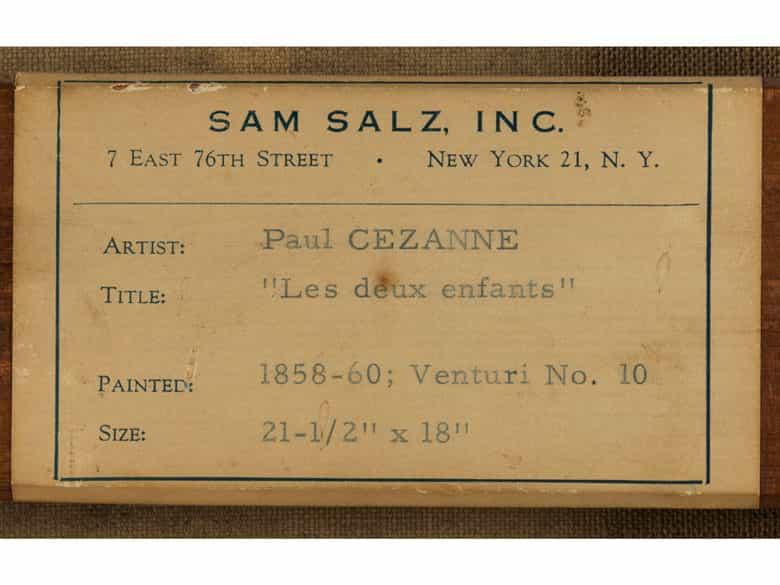 SAM SALZ, INC.
7 EAST 76TH STREET • NEW YORK 21, N. Y.
ARTIST: Paul CEZANNE
TITLE: "Les deux enfants"
PAINTED: 1858-60; Venturi No. 10
SIZE: 21-1/2" x 18"